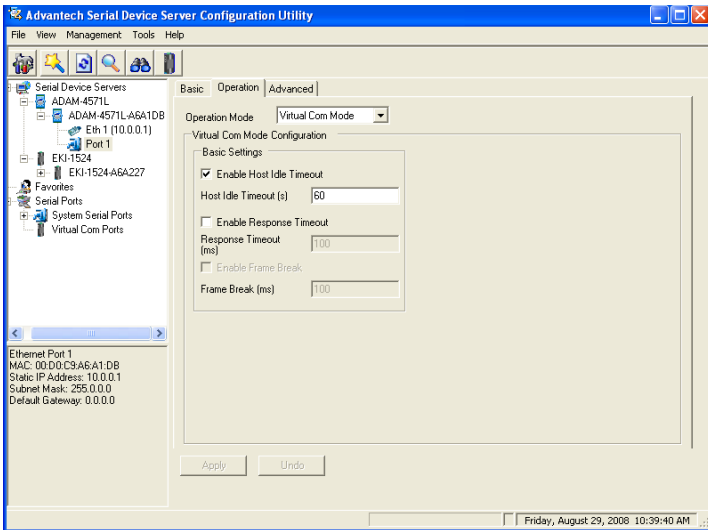 Advantech Serial Device Server Configuration Utility
File View Management Tools Help
Serial Device Servers
ADAM-4571L
ADAM-4571L-A6A1DB
Eth 1 (10.0.0.1)
Port 1
EKI-1524
EKI-1524-A6A227
Favorites
Serial Ports
System Serial Ports
Virtual Com Ports
Ethernet Port 1
MAC: 00:D0:C9:A6:A1:DB
Static IP Address: 10.0.0.1
Subnet Mask: 255.0.0.0
Default Gateway: 0.0.0.0
Basic Operation Advanced
Operation Mode Virtual Com Mode
Virtual Com Mode Configuration
Basic Settings
Enable Host Idle Timeout
Host Idle Timeout (s) 60
Enable Response Timeout
Response Timeout (ms) 100
Enable Frame Break
Frame Break (ms) 100
Apply Undo
Friday, August 29, 2008 10:39:40 AM